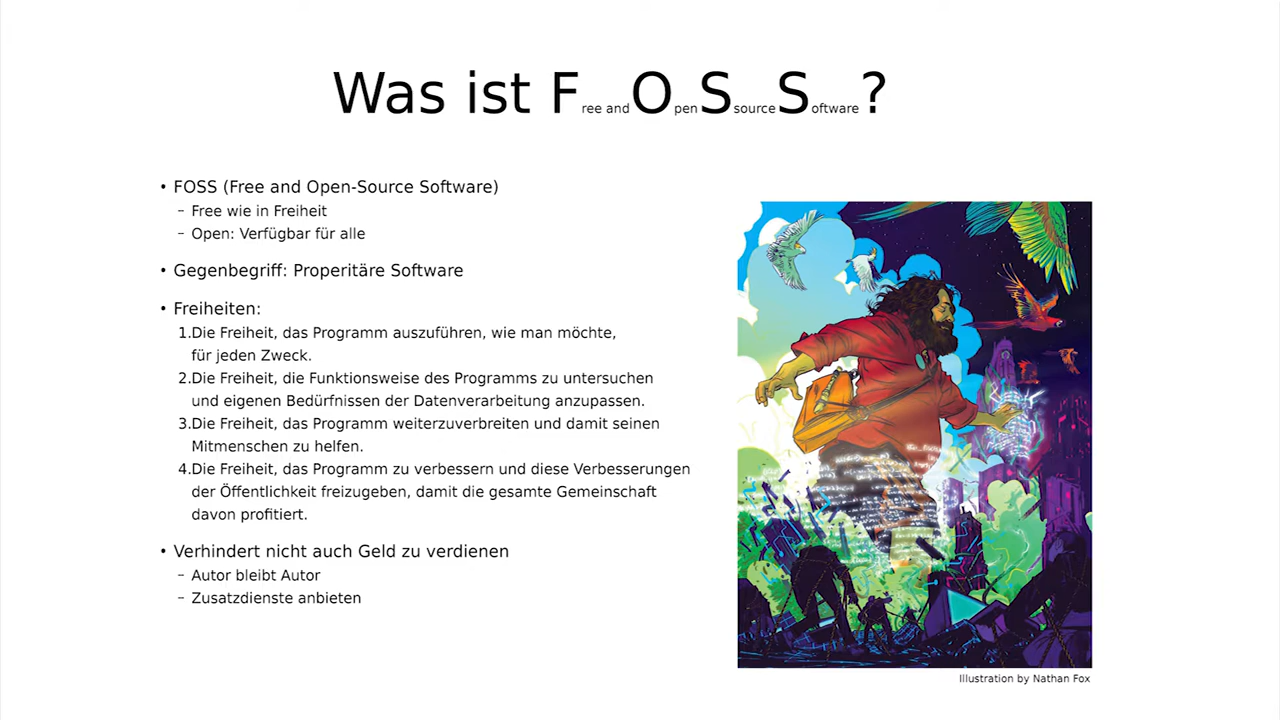 Was ist Free and Open Ssource Software?
• FOSS (Free and Open-Source Software)
– Free wie in Freiheit
– Open: Verfügbar für alle
• Gegenbegriff: Properitäre Software
• Freiheiten:
1.Die Freiheit, das Programm auszuführen, wie man möchte,
für jeden Zweck.
2.Die Freiheit, die Funktionsweise des Programms zu untersuchen
und eigenen Bedürfnissen der Datenverarbeitung anzupassen.
3.Die Freiheit, das Programm weiterzuverbreiten und damit seinen
Mitmenschen zu helfen.
4.Die Freiheit, das Programm zu verbessern und diese Verbesserungen
der Öffentlichkeit freizugeben, damit die gesamte Gemeinschaft
davon profitiert.
• Verhindert nicht auch Geld zu verdienen
– Autor bleibt Autor
– Zusatzdienste anbieten
Illustration by Nathan Fox